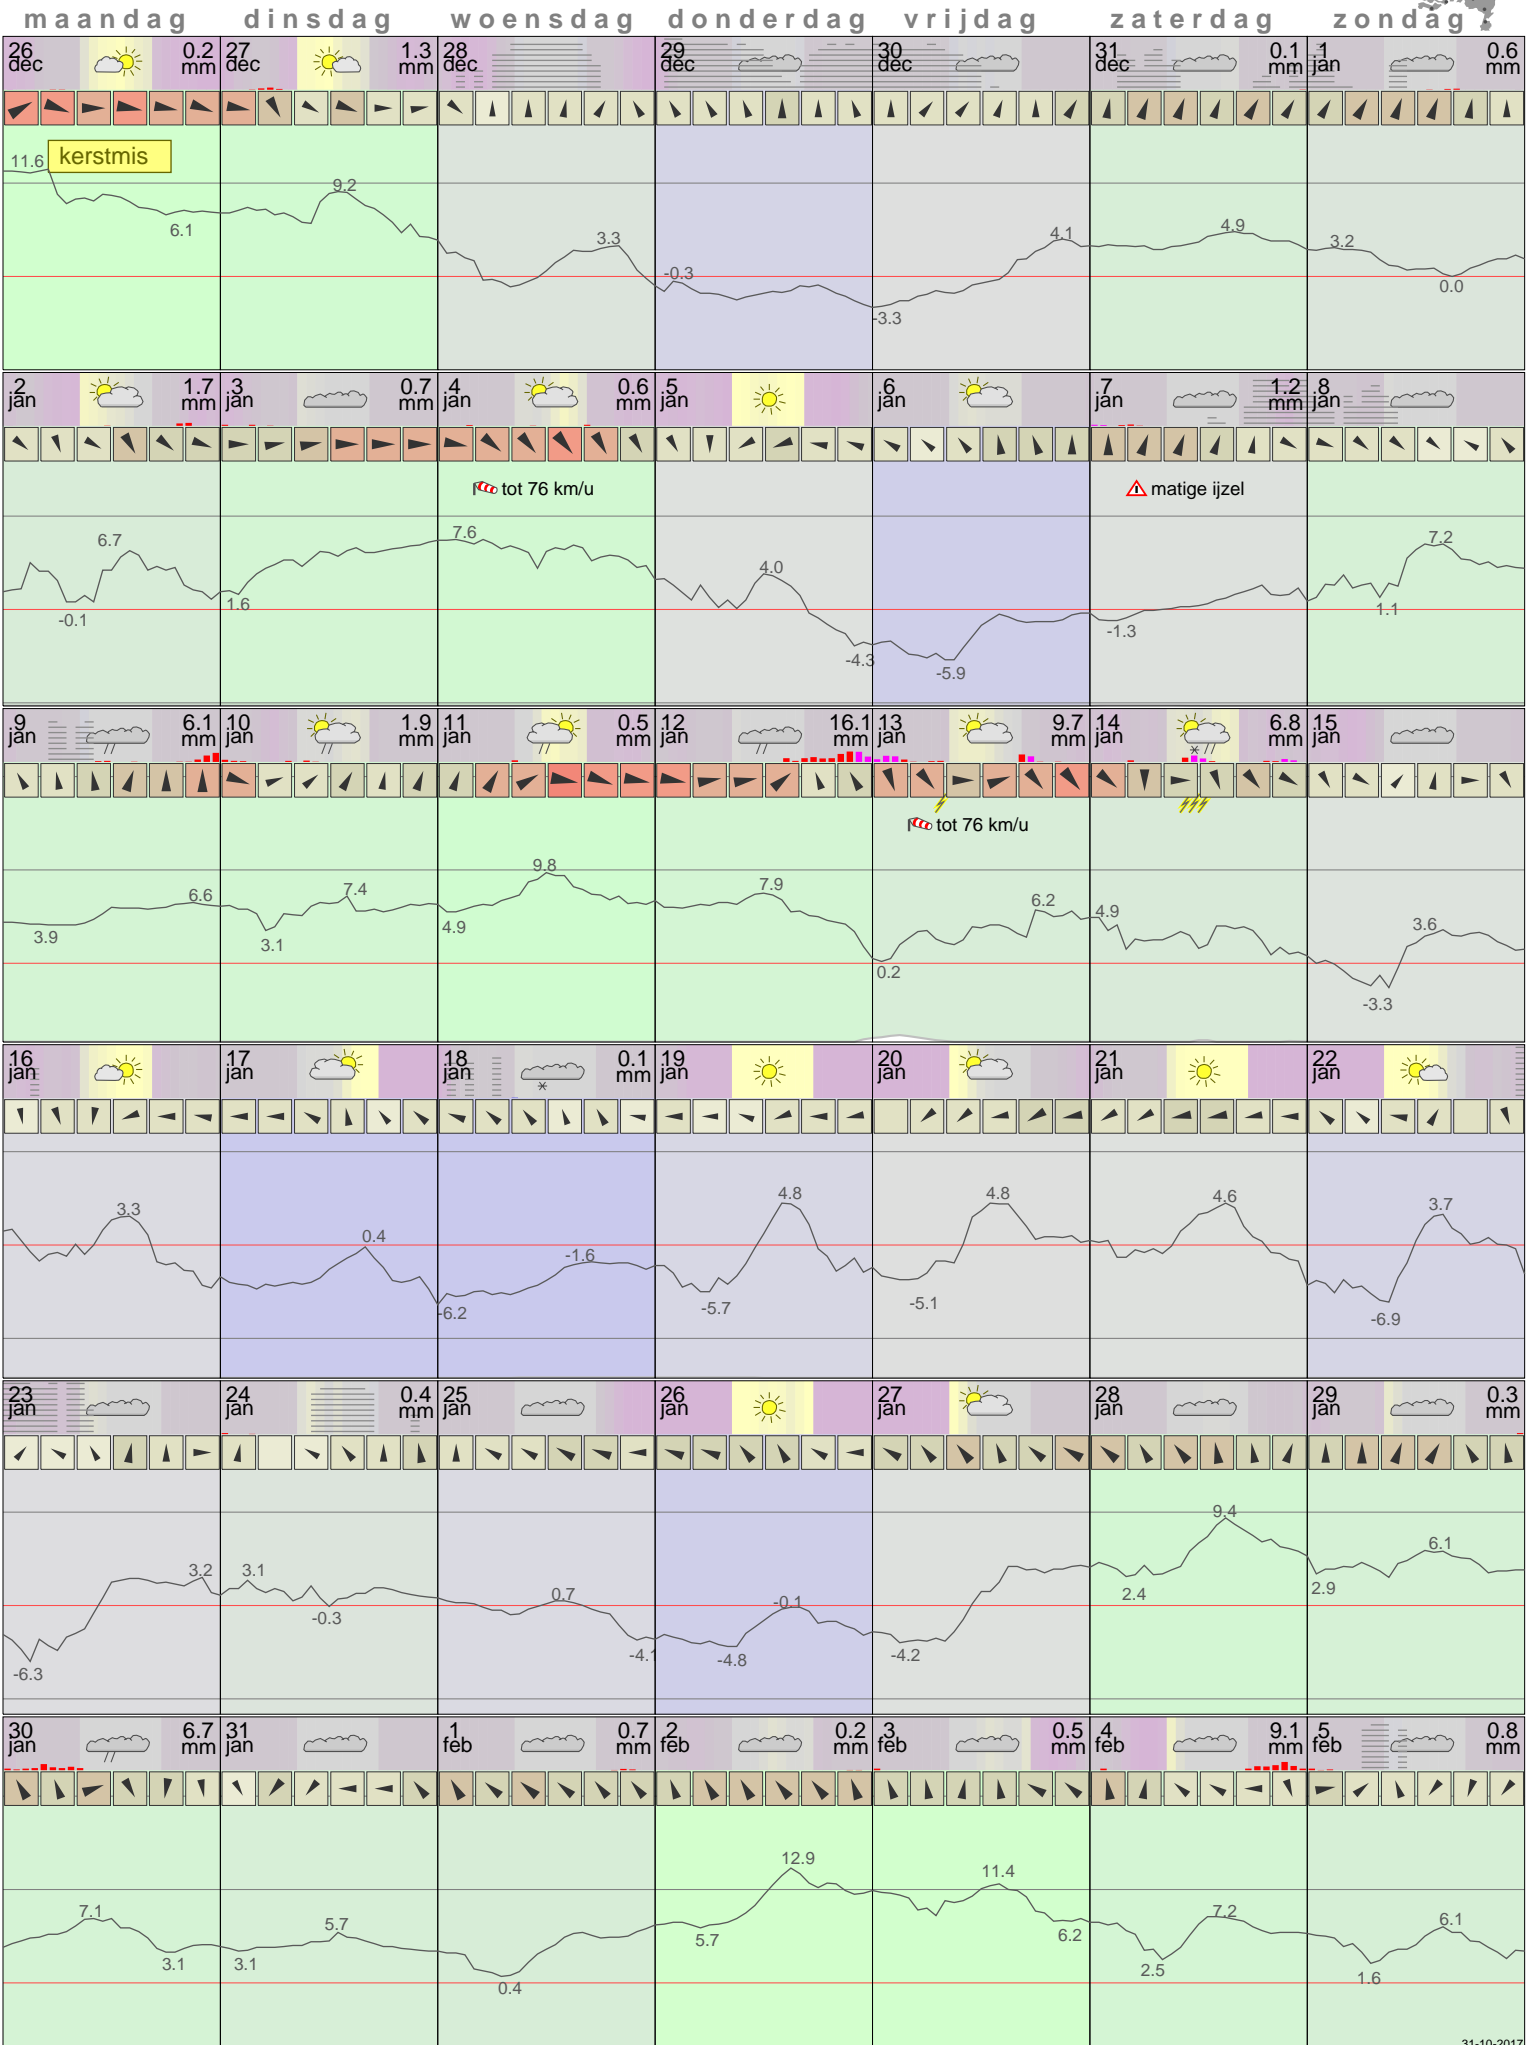 maandag dinsdag woensdag donderdag vrijdag zaterdag zondag
26 dec 0.2 mm 27 dec 1.3 mm 28 dec 29 dec 30 dec 31 dec 0.1 mm 1 jan 0.6 mm
kerstmis
11.6 6.1 9.2 3.3 -0.3 -3.3 4.1 4.9 3.2 0.0
2 jan 1.7 mm 3 jan 0.7 mm 4 jan 0.6 mm 5 jan 6 jan 7 jan 1.2 mm 8 jan
tot 76 km/u matige ijzel
6.7 -0.1 1.6 7.6 4.0 -4.3 -5.9 -1.3 1.1 7.2
9 jan 6.1 mm 10 jan 1.9 mm 11 jan 0.5 mm 12 jan 16.1 mm 13 jan 9.7 mm 14 jan 6.8 mm 15 jan
tot 76 km/u
3.9 6.6 3.1 7.4 4.9 9.8 7.9 0.2 6.2 4.9 -3.3 3.6
16 jan 17 jan 18 jan 0.1 mm 19 jan 20 jan 21 jan 22 jan
3.3 0.4 -6.2 -1.6 -5.7 4.8 -5.1 4.8 4.6 -6.9 3.7
23 jan 24 jan 0.4 mm 25 jan 26 jan 27 jan 28 jan 29 jan 0.3 mm
-6.3 3.2 3.1 -0.3 0.7 -4.1 -4.8 -0.1 -4.2 2.4 9.4 2.9 6.1
30 jan 6.7 mm 31 jan 1 feb 0.7 mm 2 feb 0.2 mm 3 feb 0.5 mm 4 feb 9.1 mm 5 feb 0.8 mm
7.1 3.1 3.1 5.7 0.4 5.7 12.9 11.4 6.2 2.5 7.2 1.6 6.1
31-10-2017